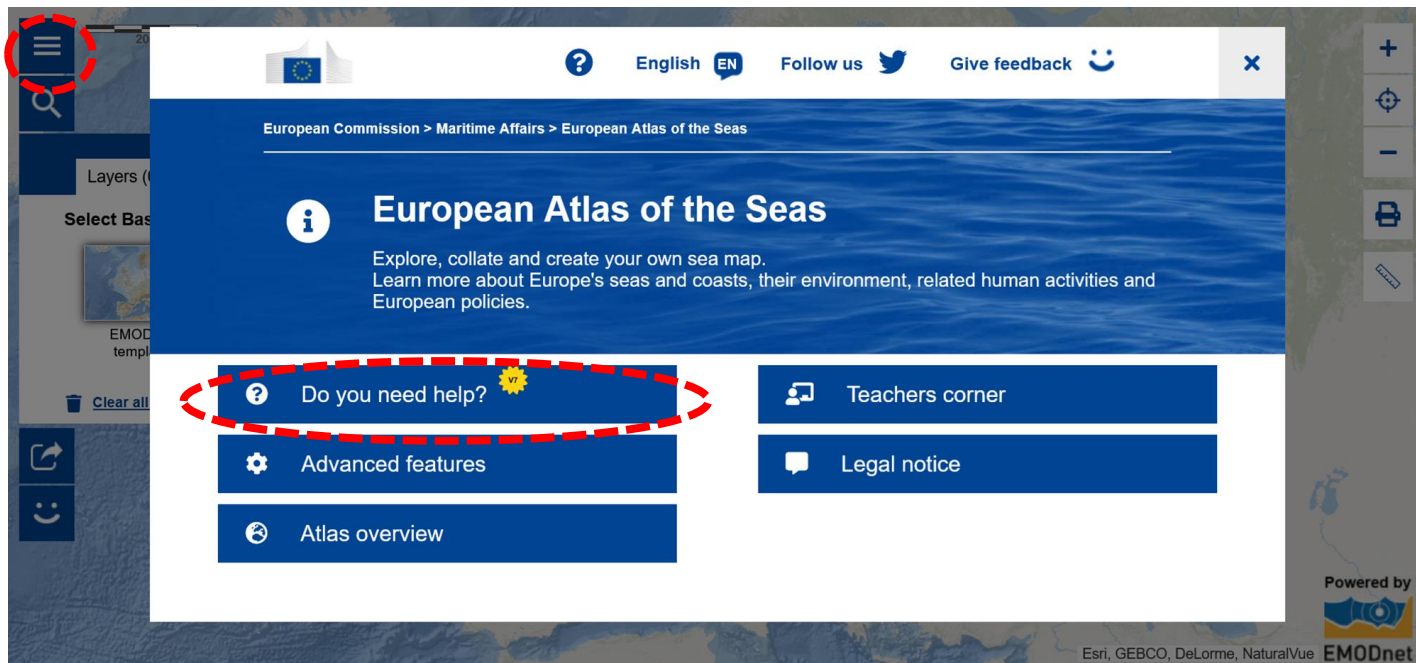 20
English EN
Follow us
Give feedback
European Commission > Maritime Affairs > European Atlas of the Seas
Layers (
Select Bas
European Atlas of the Seas
Explore, collate and create your own sea map.
Learn more about Europe's seas and coasts, their environment, related human activities and
European policies.
EMOD
templ
Clear all
Do you need help?
V7
Teachers corner
Advanced features
Legal notice
Atlas overview
Powered by
EMODnet
Esri, GEBCO, DeLorme, NaturalVue